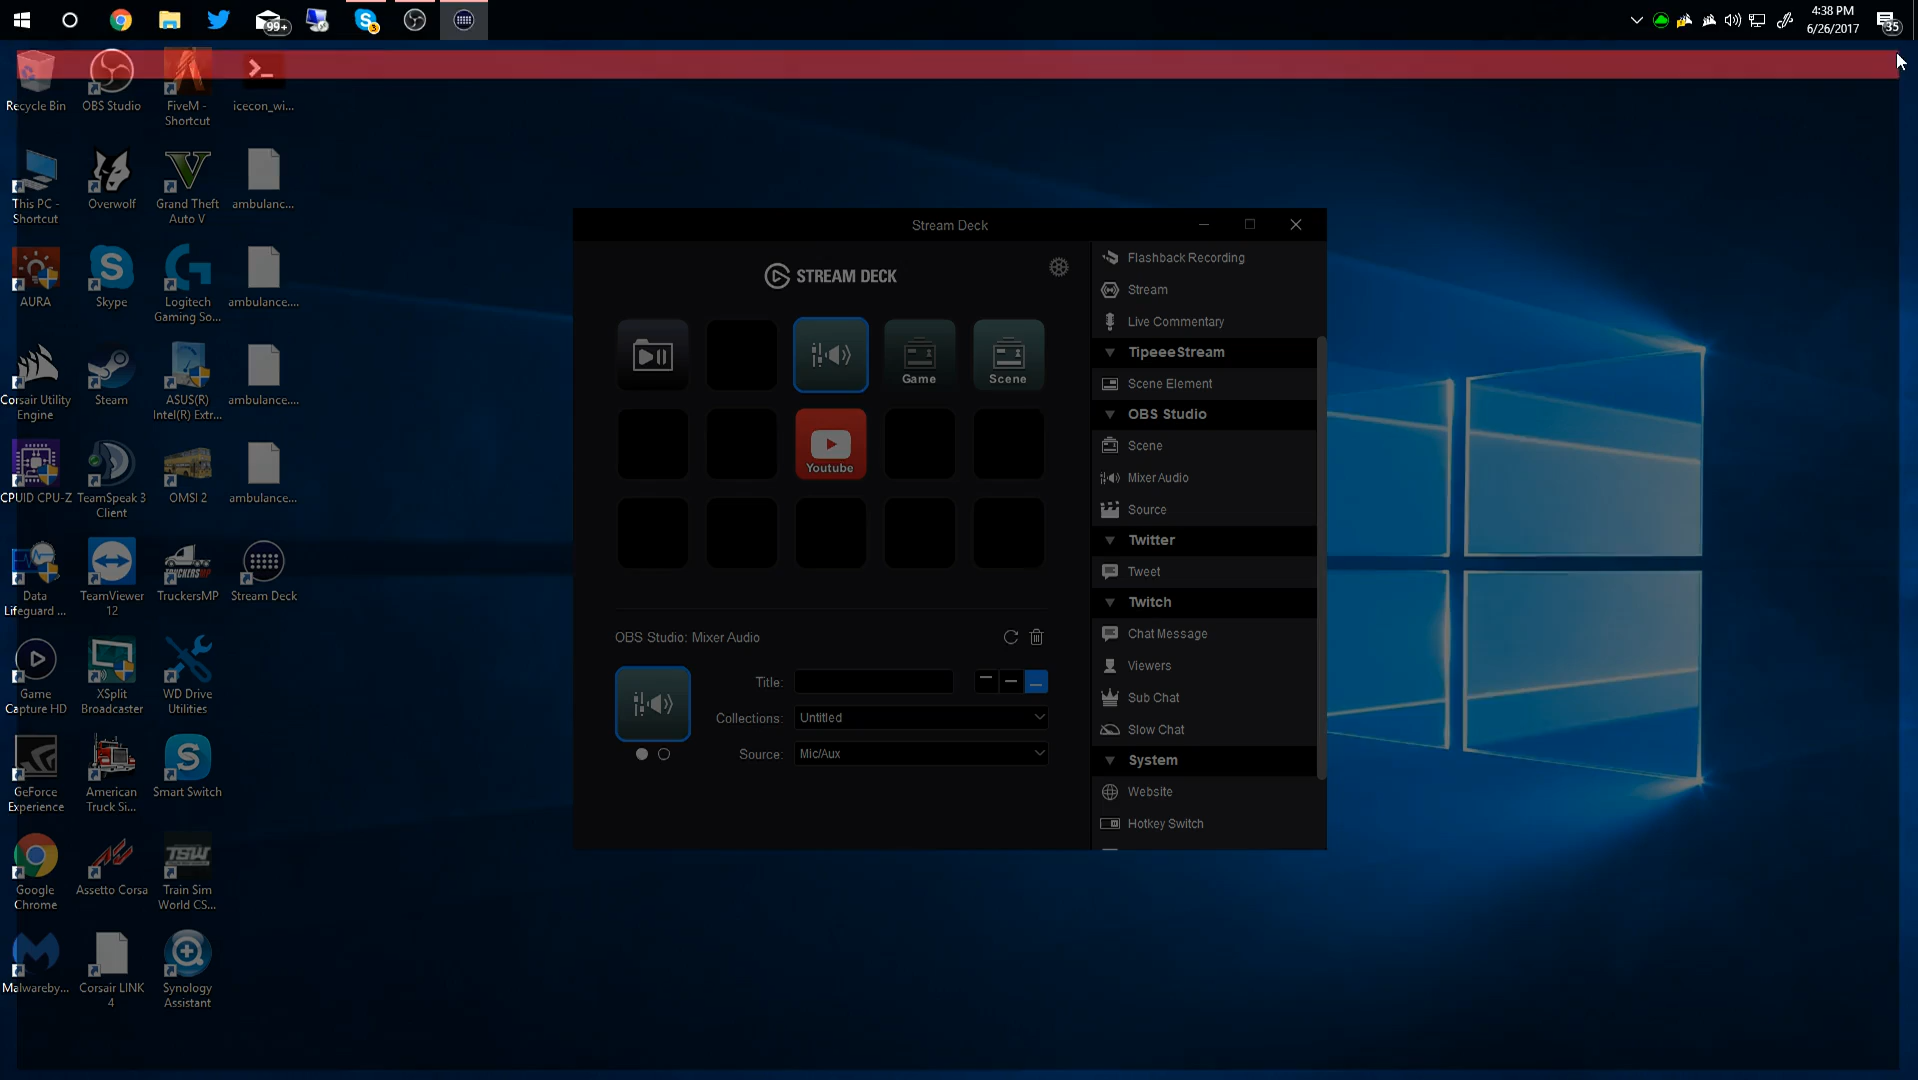 99+
S
4:38 PM
6/26/2017
35
Recycle Bin
OBS Studio
FiveM -
Shortcut
icecon_wi...
This PC -
Shortcut
Overwolf
Grand Theft
Auto V
ambulanc...
AURA
Skype
Logitech
Gaming So...
ambulance....
Corsair Utility
Engine
Steam
ASUS(R)
Intel(R) Extr...
ambulance....
CPUID CPU-Z
TeamSpeak 3
Client
OMSI 2
ambulance...
Data
Lifeguard ...
TeamViewer
12
TRUCKERSMP
TruckersMP
Stream Deck
Game
Capture HD
XSplit
Broadcaster
WD Drive
Utilities
GeForce
Experience
American
Truck Si...
Smart Switch
Google
Chrome
Assetto Corsa
TSW
Train Sim
World CS...
Malwareby...
Corsair LINK
4
Synology
Assistant
Stream Deck
STREAM DECK
Game
Scene
Youtube
OBS Studio: Mixer Audio
Title:
Collections:
Untitled
Source:
Mic/Aux
Flashback Recording
Stream
Live Commentary
TipeeeStream
Scene Element
OBS Studio
Scene
Mixer Audio
Source
Twitter
Tweet
Twitch
Chat Message
Viewers
Sub Chat
Slow Chat
System
Website
Hotkey Switch